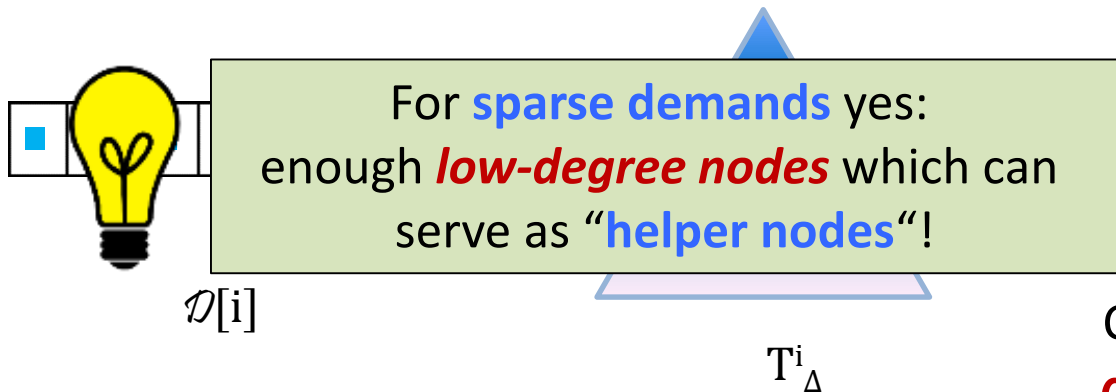 For sparse demands yes:
enough low-degree nodes which can
serve as “helper nodes“!
𝒟[i]
T^i_Δ